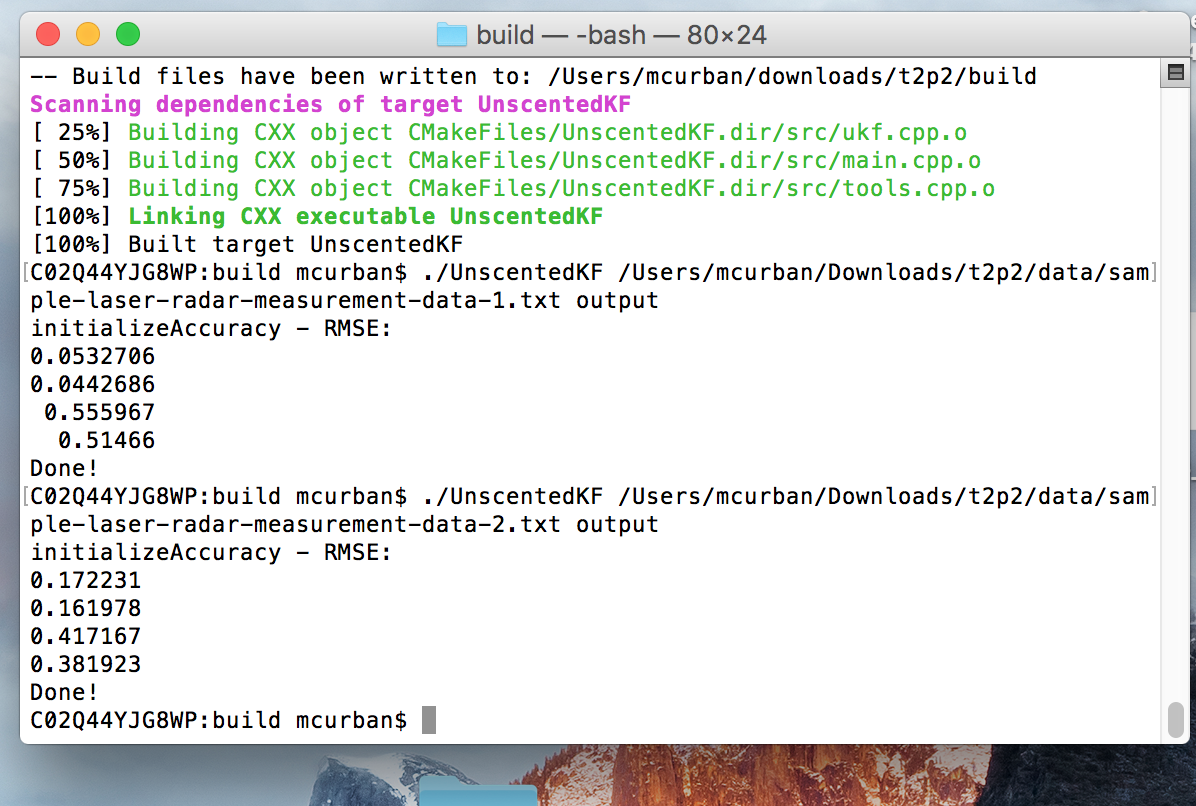 build — -bash — 80×24
-- Build files have been written to: /Users/mcurban/downloads/t2p2/build
Scanning dependencies of target UnscentedKF
[ 25%] Building CXX object CMakeFiles/UnscentedKF.dir/src/ukf.cpp.o
[ 50%] Building CXX object CMakeFiles/UnscentedKF.dir/src/main.cpp.o
[ 75%] Building CXX object CMakeFiles/UnscentedKF.dir/src/tools.cpp.o
[100%] Linking CXX executable UnscentedKF
[100%] Built target UnscentedKF
[C02Q44YJG8WP:build mcurban$ ./UnscentedKF /Users/mcurban/Downloads/t2p2/data/sam]
ple-laser-radar-measurement-data-1.txt output
initializeAccuracy - RMSE:
0.0532706
0.0442686
 0.555967
  0.51466
Done!
[C02Q44YJG8WP:build mcurban$ ./UnscentedKF /Users/mcurban/Downloads/t2p2/data/sam]
ple-laser-radar-measurement-data-2.txt output
initializeAccuracy - RMSE:
0.172231
0.161978
0.417167
0.381923
Done!
C02Q44YJG8WP:build mcurban$